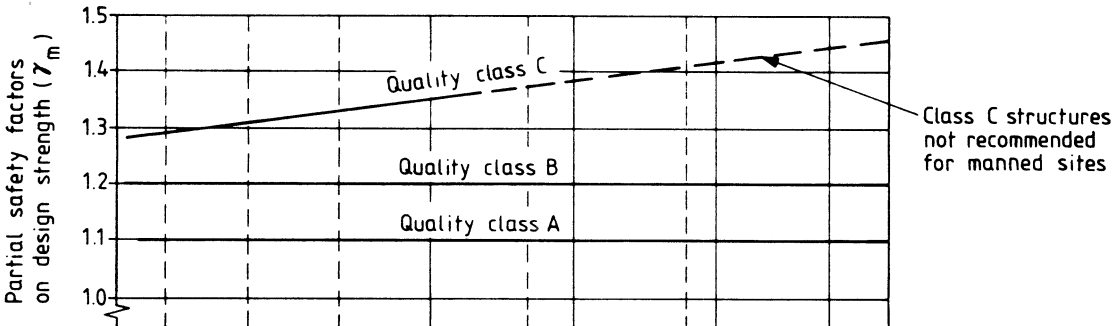 Partial safety factors
on design strength (γm)
1.5
1.4
1.3
1.2
1.1
1.0
Quality class C
Quality class B
Quality class A
Class C structures
not recommended
for manned sites